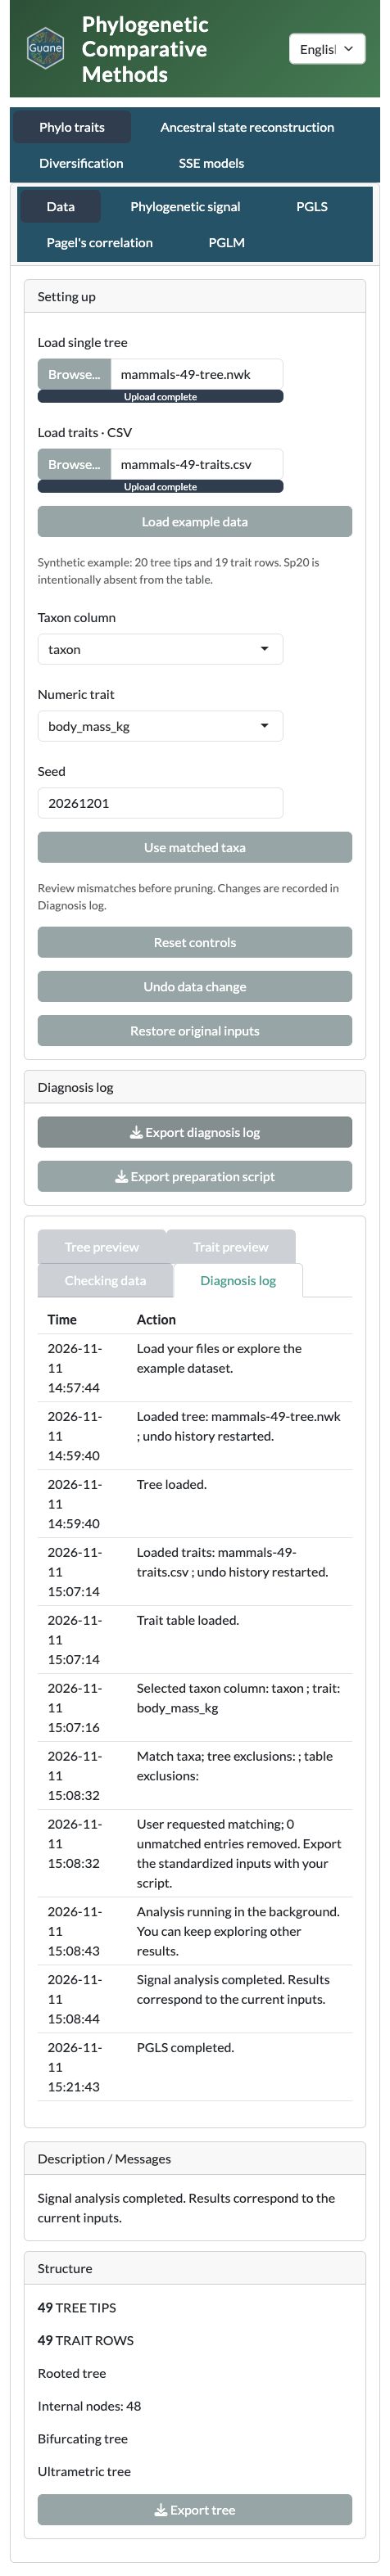 Guane
Phylogenetic
Comparative
Methods
English
Phylo traits
Ancestral state reconstruction
Diversification
SSE models
Data
Phylogenetic signal
PGLS
Pagel's correlation
PGLM
Setting up
Load single tree
Browse...
mammals-49-tree.nwk
Upload complete
Load traits · CSV
Browse...
mammals-49-traits.csv
Upload complete
Load example data
Synthetic example: 20 tree tips and 19 trait rows. Sp20 is
intentionally absent from the table.
Taxon column
taxon
Numeric trait
body_mass_kg
Seed
20261201
Use matched taxa
Review mismatches before pruning. Changes are recorded in
Diagnosis log.
Reset controls
Undo data change
Restore original inputs
Diagnosis log
Export diagnosis log
Export preparation script
Tree preview
Trait preview
Checking data
Diagnosis log
Time
Action
2026-11-
11
14:57:44
Load your files or explore the
example dataset.
2026-11-
11
14:59:40
Loaded tree: mammals-49-tree.nwk
; undo history restarted.
2026-11-
11
14:59:40
Tree loaded.
2026-11-
11
15:07:14
Loaded traits: mammals-49-
traits.csv ; undo history restarted.
2026-11-
11
15:07:14
Trait table loaded.
2026-11-
11
15:07:16
Selected taxon column: taxon ; trait:
body_mass_kg
2026-11-
11
15:08:32
Match taxa; tree exclusions: ; table
exclusions:
2026-11-
11
15:08:32
User requested matching; 0
unmatched entries removed. Export
the standardized inputs with your
script.
2026-11-
11
15:08:43
Analysis running in the background.
You can keep exploring other
results.
2026-11-
11
15:08:44
Signal analysis completed. Results
correspond to the current inputs.
2026-11-
11
15:21:43
PGLS completed.
Description / Messages
Signal analysis completed. Results correspond to the
current inputs.
Structure
49 TREE TIPS
49 TRAIT ROWS
Rooted tree
Internal nodes: 48
Bifurcating tree
Ultrametric tree
Export tree